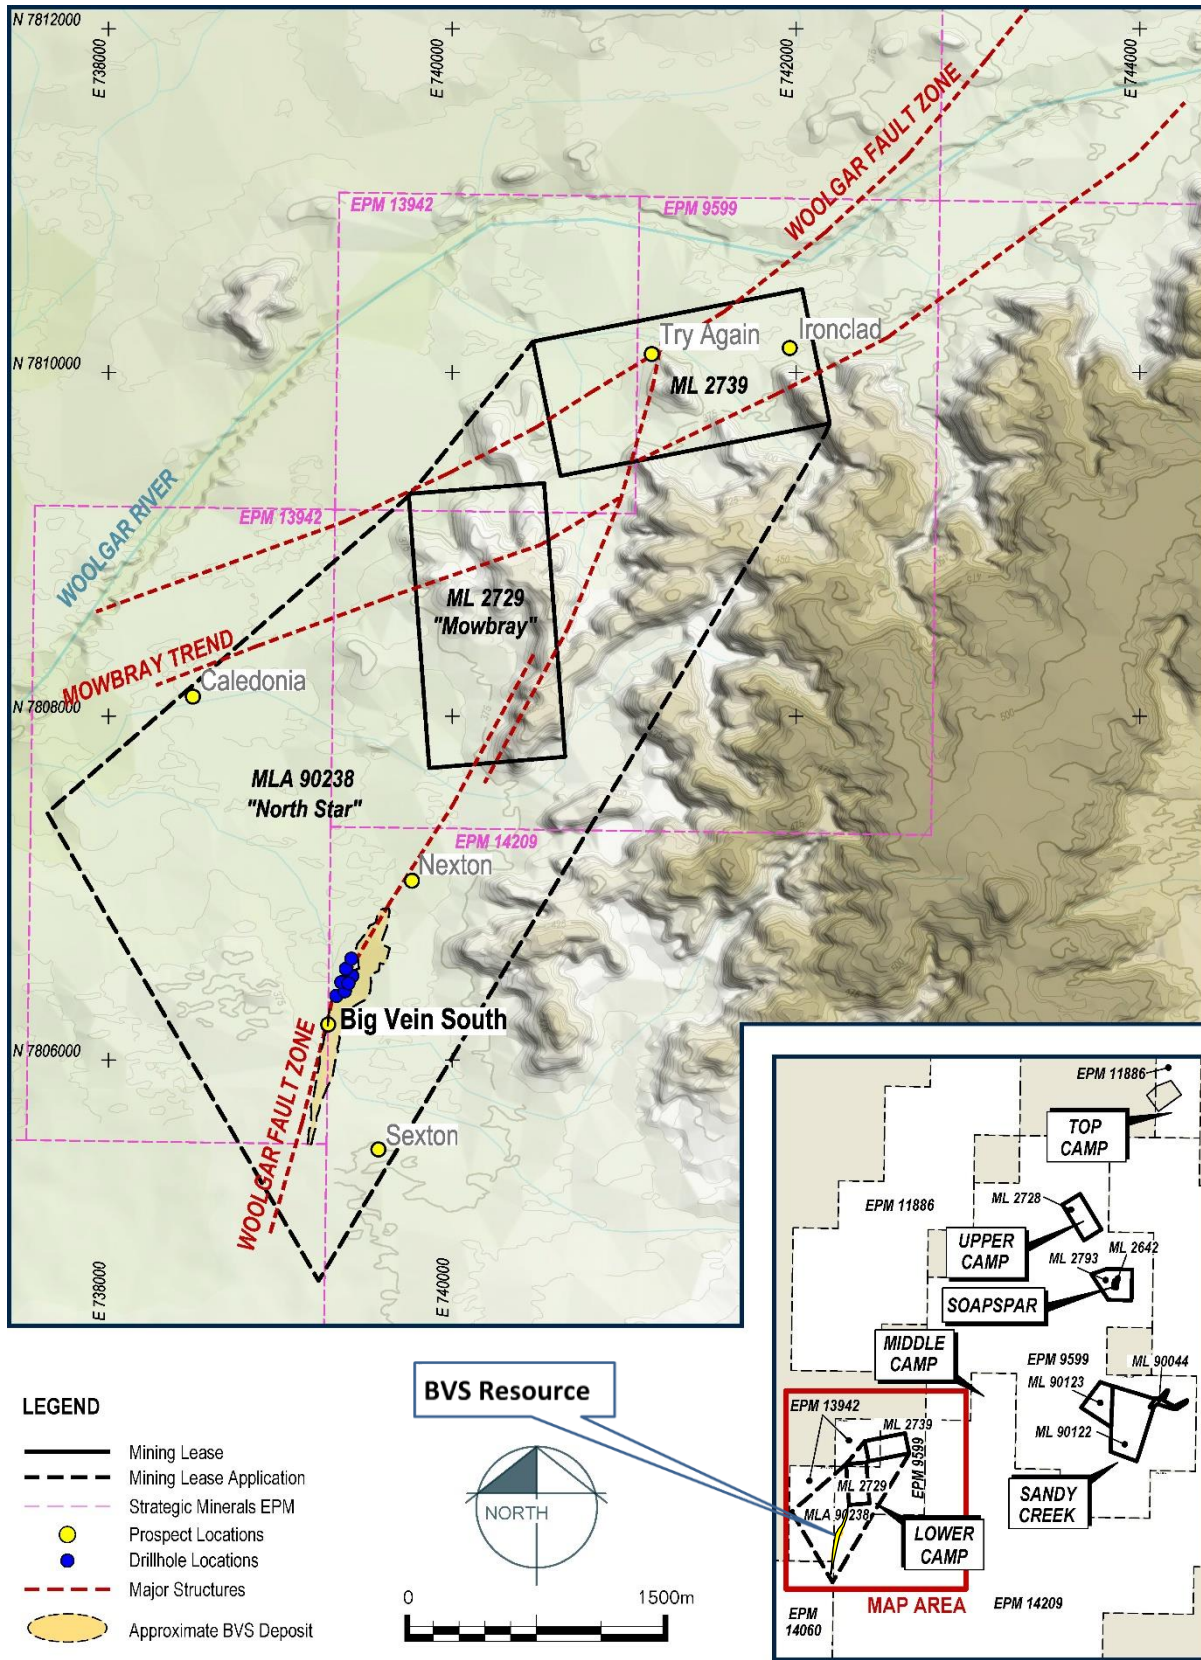 N 7812000
E 738000
E 740000
E 742000
E 744000
WOOLGAR FAULT ZONE
EPM 13942
EPM 9599
Try Again
Ironclad
N 7810000
ML 2739
WOOLGAR RIVER
EPM 13942
ML 2729
"Mowbray"
MOWBRAY TREND
Caledonia
N 7808000
MLA 90238
"North Star"
EPM 14209
Nexton
Big Vein South
N 7806000
WOOLGAR FAULT ZONE
Sexton
E 738000
E 740000
375
375
500
EPM 11886
TOP
CAMP
EPM 11886
ML 2728
UPPER
CAMP
ML 2793
ML 2642
SOAPSPAR
MIDDLE
CAMP
EPM 9599
ML 90044
ML 90123
EPM 13942
ML 2739
ML 90122
EPM 9599
ML 2729
MLA 90238
SANDY
CREEK
LOWER
CAMP
MAP AREA
EPM 14209
EPM
14060
BVS Resource
LEGEND
Mining Lease
Mining Lease Application
Strategic Minerals EPM
Prospect Locations
Drillhole Locations
Major Structures
Approximate BVS Deposit
NORTH
0
1500m